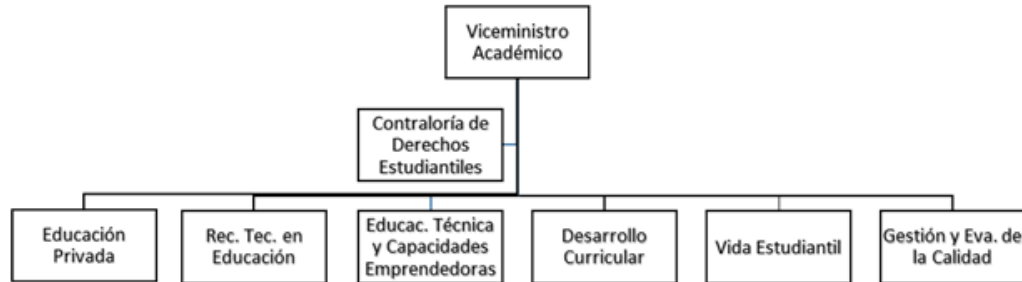 Viceministro
Académico
Contraloría de
Derechos
Estudiantiles
Educación
Privada
Rec. Tec. en
Educación
Educac. Técnica
y Capacidades
Emprendedoras
Desarrollo
Curricular
Vida Estudiantil
Gestión y Eva. de
la Calidad